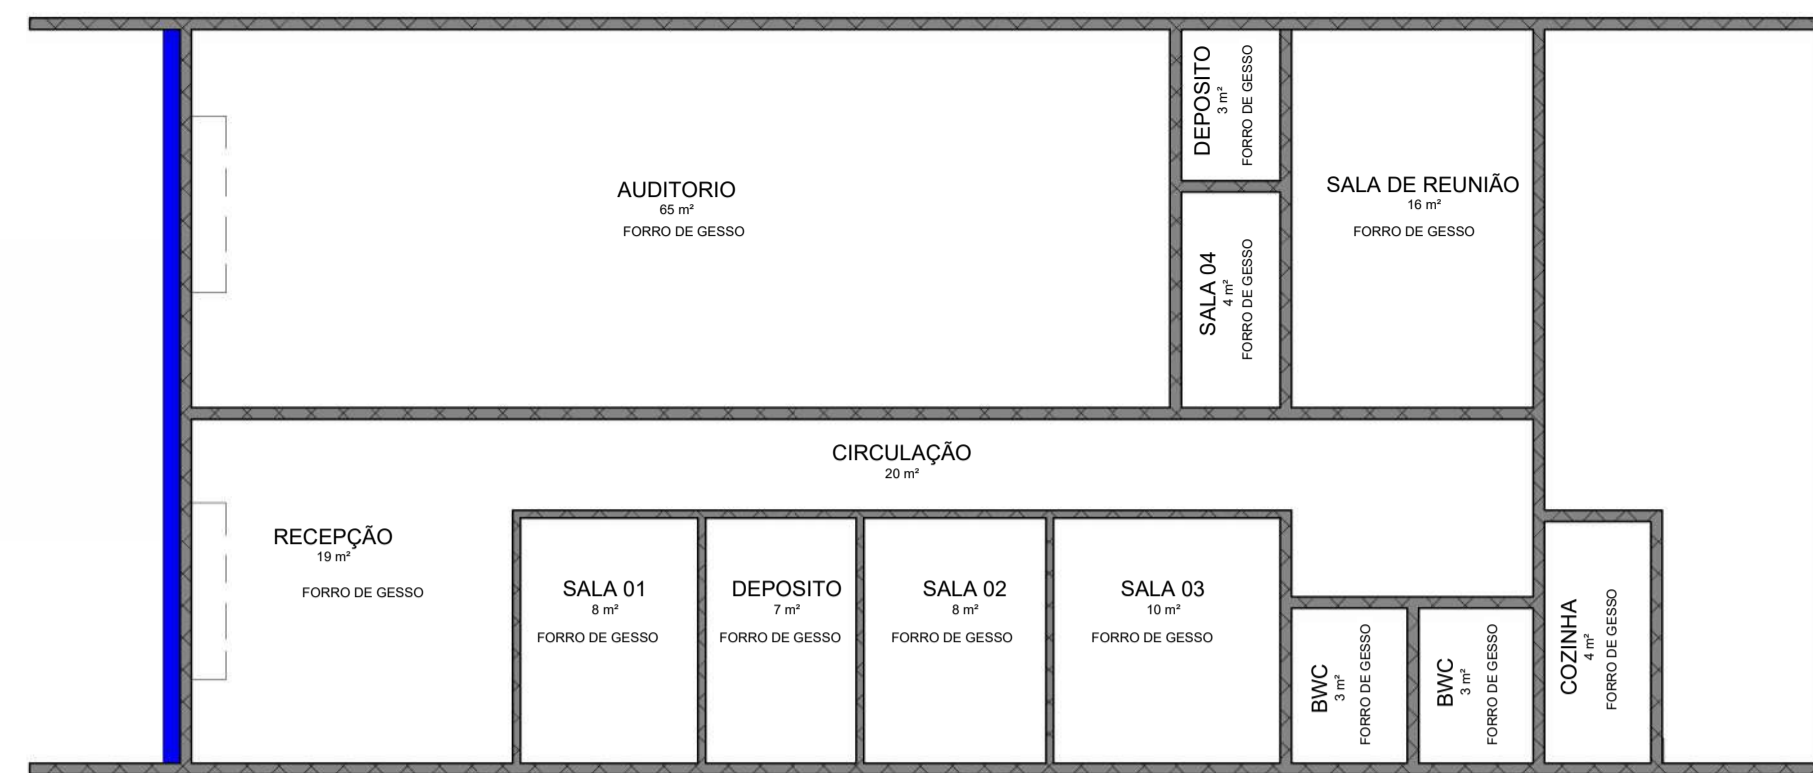 AUDITORIO
65 m²
FORRO DE GESSO
DEPOSITO
3 m²
FORRO DE GESSO
SALA 04
4 m²
FORRO DE GESSO
SALA DE REUNIÃO
16 m²
FORRO DE GESSO
CIRCULAÇÃO
20 m²
RECEPÇÃO
19 m²
FORRO DE GESSO
SALA 01
8 m²
FORRO DE GESSO
DEPOSITO
7 m²
FORRO DE GESSO
SALA 02
8 m²
FORRO DE GESSO
SALA 03
10 m²
FORRO DE GESSO
BWC
3 m²
FORRO DE GESSO
BWC
3 m²
FORRO DE GESSO
COZINHA
4 m²
FORRO DE GESSO